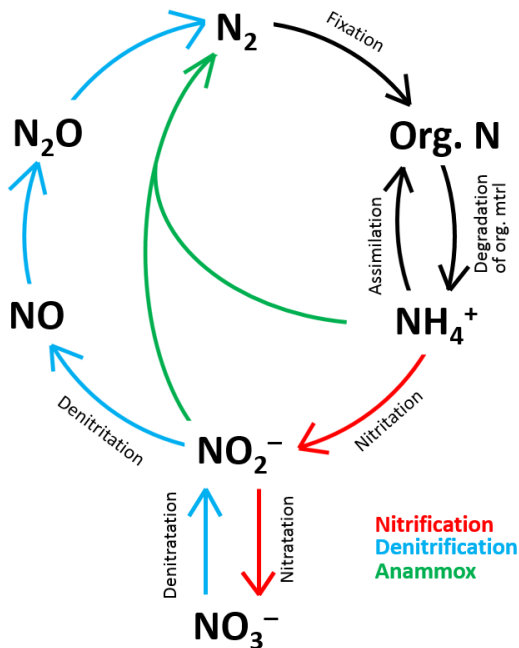 N₂
Fixation
N₂O
Org. N
Assimilation
Degradation
of org. mtrl
NO
NH₄⁺
Denitritation
Nitritation
NO₂⁻
Denitratation
Nitratation
Nitrification
Denitrification
Anammox
NO₃⁻